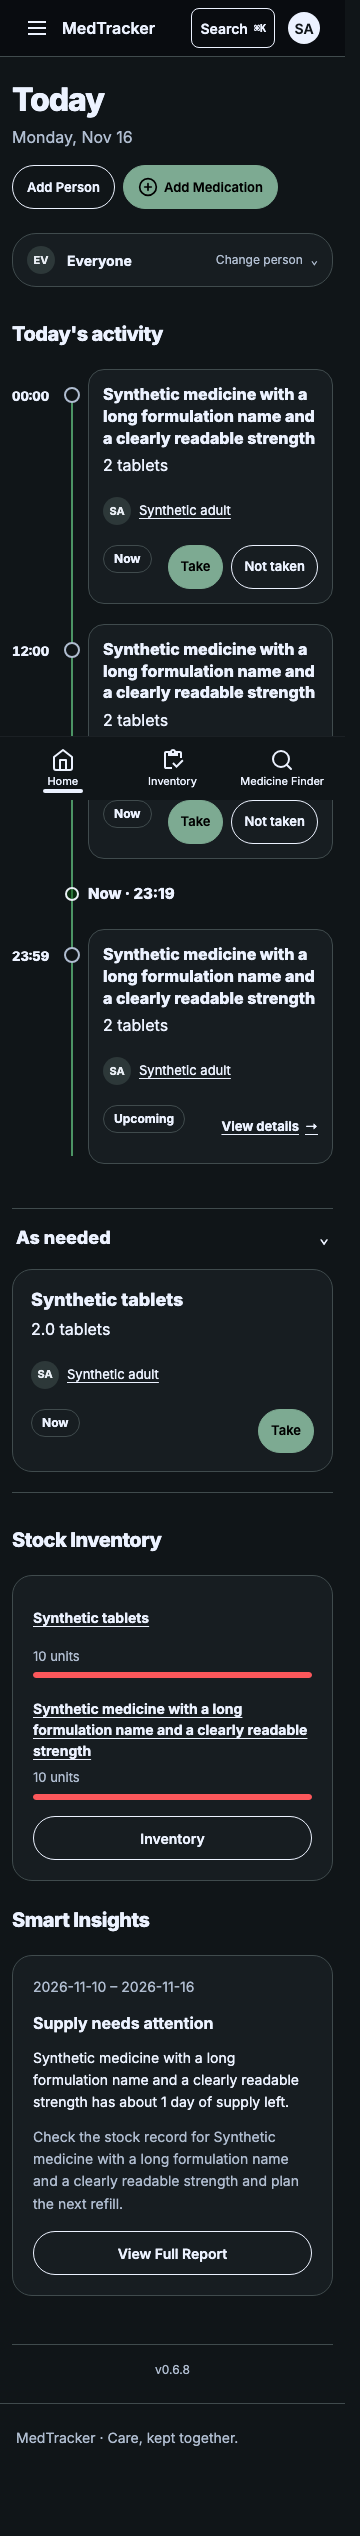 MedTracker
Search ⌘K
SA
Today
Monday, Nov 16
Add Person
Add Medication
EV
Everyone
Change person
Today's activity
00:00
Synthetic medicine with a
long formulation name and
a clearly readable strength
2 tablets
SA
Synthetic adult
Now
Take
Not taken
12:00
Synthetic medicine with a
long formulation name and
a clearly readable strength
2 tablets
Home
Inventory
Medicine Finder
Now
Take
Not taken
Now · 23:19
23:59
Synthetic medicine with a
long formulation name and
a clearly readable strength
2 tablets
SA
Synthetic adult
Upcoming
View details →
As needed
Synthetic tablets
2.0 tablets
SA
Synthetic adult
Now
Take
Stock Inventory
Synthetic tablets
10 units
Synthetic medicine with a long
formulation name and a clearly readable
strength
10 units
Inventory
Smart Insights
2026-11-10 – 2026-11-16
Supply needs attention
Synthetic medicine with a long
formulation name and a clearly readable
strength has about 1 day of supply left.
Check the stock record for Synthetic
medicine with a long formulation name
and a clearly readable strength and plan
the next refill.
View Full Report
v0.6.8
MedTracker · Care, kept together.